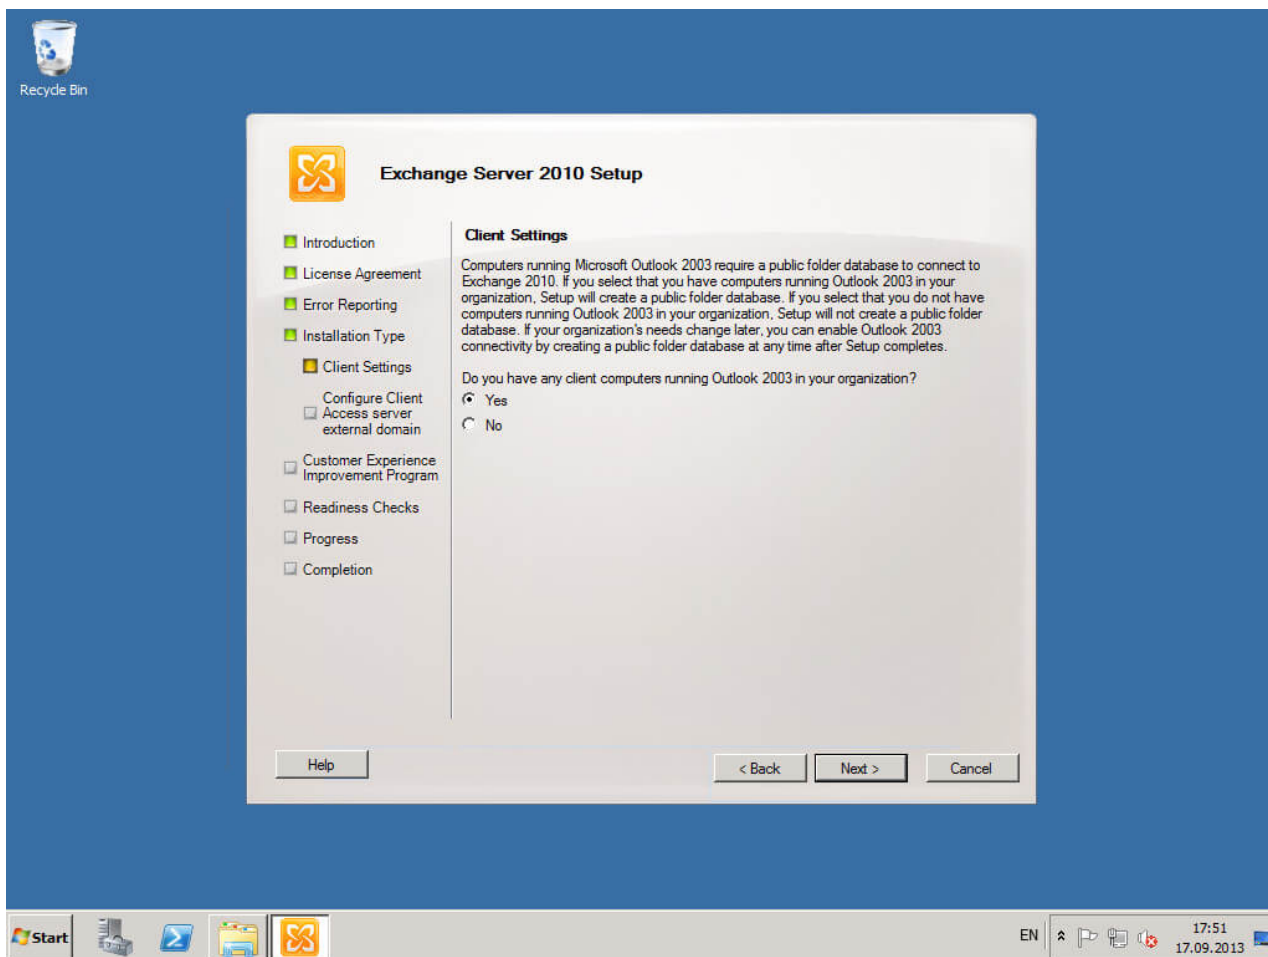 Recycle Bin
Exchange Server 2010 Setup
Introduction
License Agreement
Error Reporting
Installation Type
Client Settings
Configure Client
Access server
external domain
Customer Experience
Improvement Program
Readiness Checks
Progress
Completion
Client Settings
Computers running Microsoft Outlook 2003 require a public folder database to connect to
Exchange 2010. If you select that you have computers running Outlook 2003 in your
organization, Setup will create a public folder database. If you select that you do not have
computers running Outlook 2003 in your organization, Setup will not create a public folder
database. If your organization's needs change later, you can enable Outlook 2003
connectivity by creating a public folder database at any time after Setup completes.
Do you have any client computers running Outlook 2003 in your organization?
Yes
No
Help
< Back
Next >
Cancel
Start
EN
17:51
17.09.2013